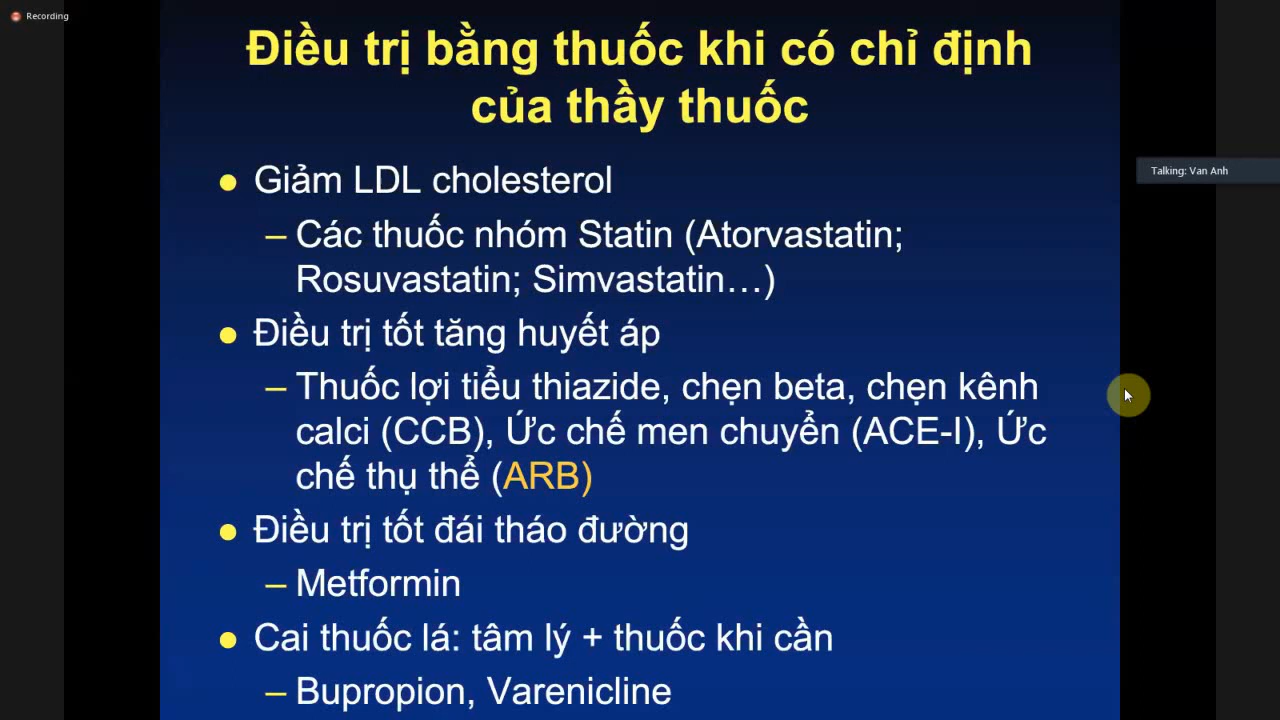 Recording
Điều trị bằng thuốc khi có chỉ định
của thầy thuốc
Talking: Van Anh
● Giảm LDL cholesterol
– Các thuốc nhóm Statin (Atorvastatin;
Rosuvastatin; Simvastatin…)
● Điều trị tốt tăng huyết áp
– Thuốc lợi tiểu thiazide, chẹn beta, chẹn kênh
calci (CCB), Ức chế men chuyển (ACE-I), Ức
chế thụ thể (ARB)
● Điều trị tốt đái tháo đường
– Metformin
● Cai thuốc lá: tâm lý + thuốc khi cần
– Bupropion, Varenicline